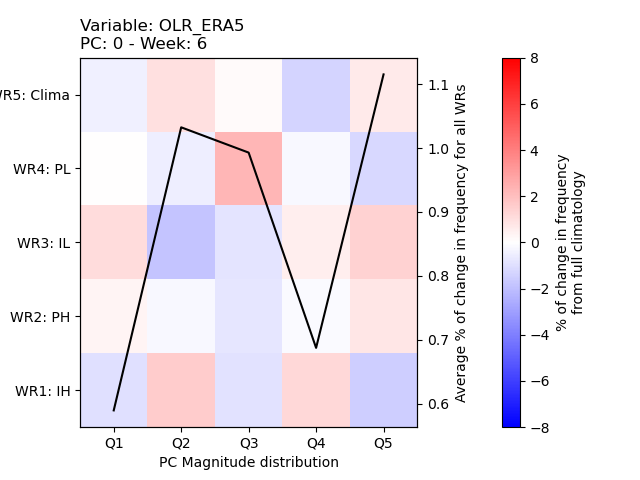 Variable: OLR_ERA5
PC: 0 - Week: 6
WR5: Clima
WR4: PL
WR3: IL
WR2: PH
WR1: IH
Q1 Q2 Q3 Q4 Q5
PC Magnitude distribution
1.1
1.0
0.9
0.8
0.7
0.6
Average % of change in frequency for all WRs
8
6
4
2
0
−2
−4
−6
−8
% of change in frequency
from full climatology